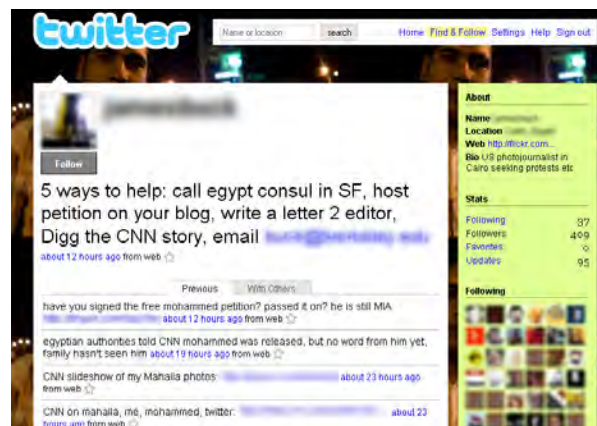 twitter
Name or location
search
Home Find & Follow Settings Help Sign out
Follow
5 ways to help: call egypt consul in SF, host
petition on your blog, write a letter 2 editor,
Digg the CNN story, email
about 12 hours ago from web
Previous
With Others
have you signed the free mohammed petition? passed it on? he is still MIA
about 12 hours ago from web
egyptian authorities told CNN mohammed was released, but no word from him yet,
family hasn't seen him about 19 hours ago from web
CNN slideshow of my Mahalla photos: about 23 hours ago
from web
CNN on mahalla, me, mohammed, twitter: about 23
hours ago from web
About
Name
Location
Web http://flickr.com...
Bio US photojournalist in
Cairo seeking protests etc
Stats
Following 37
Followers 409
Favorites 0
Updates 95
Following